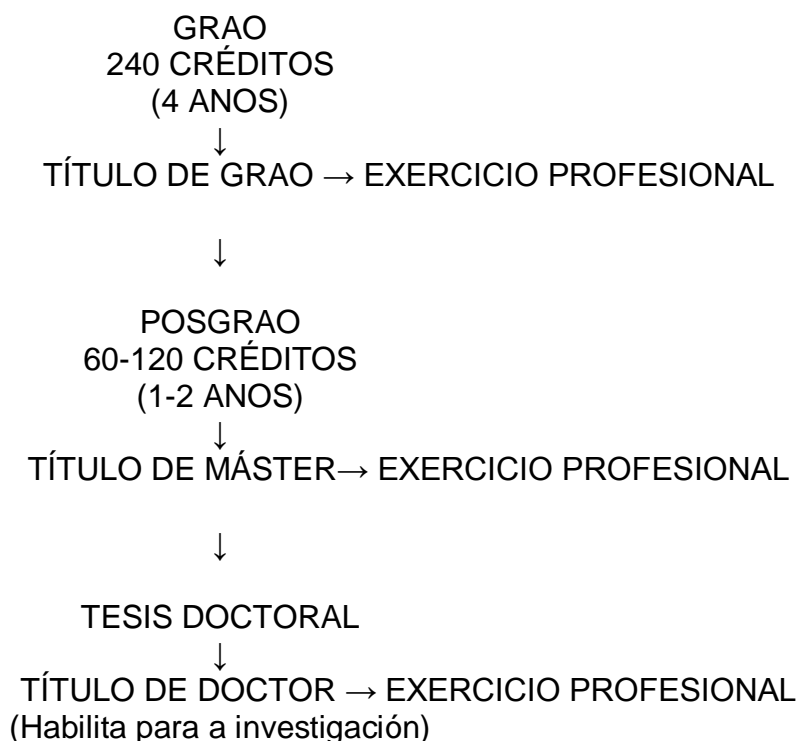 GRAO
240 CRÉDITOS
(4 ANOS)
↓
TÍTULO DE GRAO → EXERCICIO PROFESIONAL
↓
POSGRAO
60-120 CRÉDITOS
(1-2 ANOS)
↓
TÍTULO DE MÁSTER→ EXERCICIO PROFESIONAL
↓
TESIS DOCTORAL
↓
TÍTULO DE DOCTOR → EXERCICIO PROFESIONAL
(Habilita para a investigación)